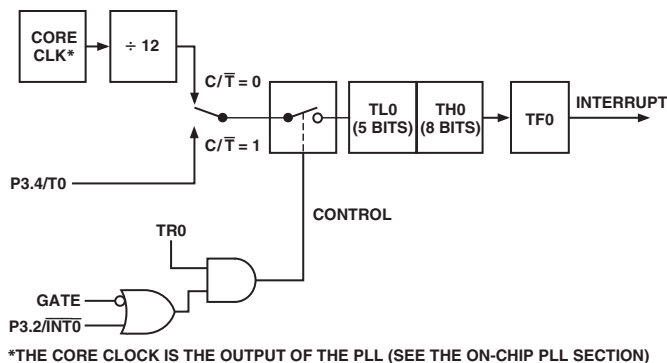 CORE
CLK*
÷ 12
C/T̅ = 0
TL0
(5 BITS)
TH0
(8 BITS)
TF0
INTERRUPT
C/T̅ = 1
P3.4/T0
CONTROL
TR0
GATE
P3.2/I̅N̅T̅0̅
*THE CORE CLOCK IS THE OUTPUT OF THE PLL (SEE THE ON-CHIP PLL SECTION)